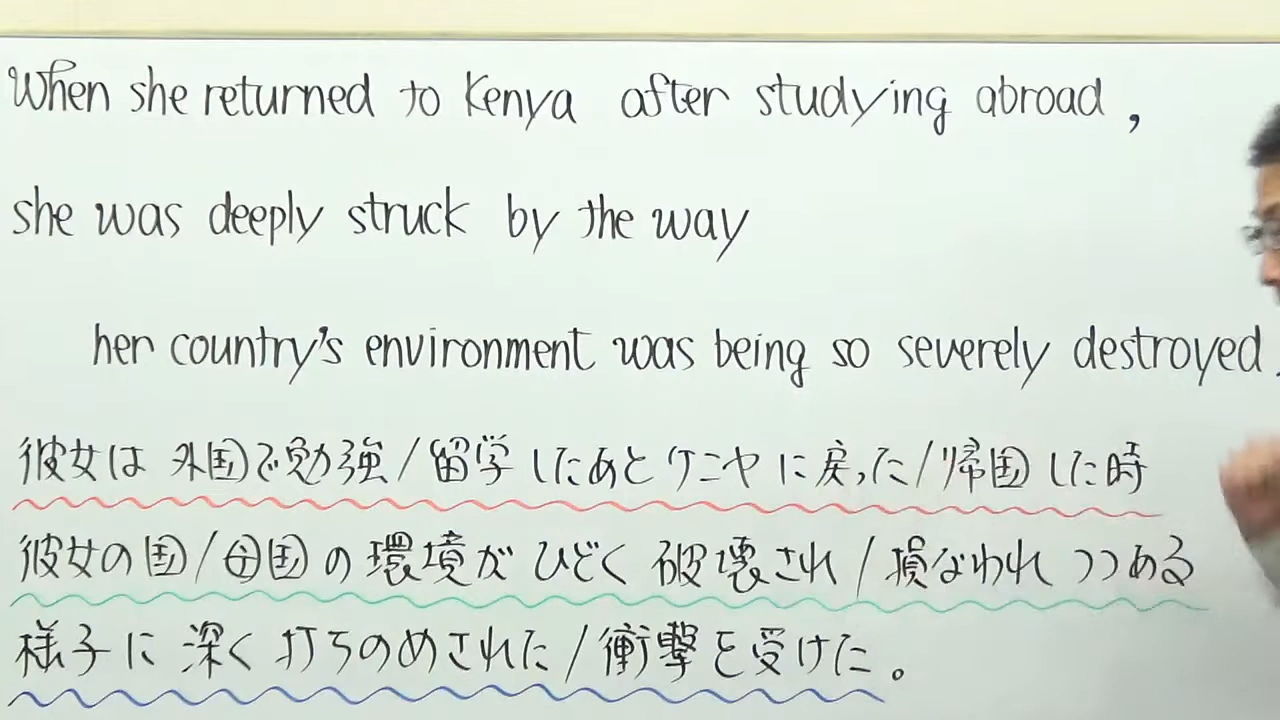 When she returned to Kenya after studying abroad,
she was deeply struck by the way
her country's environment was being so severely destroyed.
彼女は外国で勉強/留学したあとケニヤに戻った/帰国した時
彼女の国/母国の環境がひどく破壊され/損なわれつつある
様子に深く打ちのめされた/衝撃を受けた。